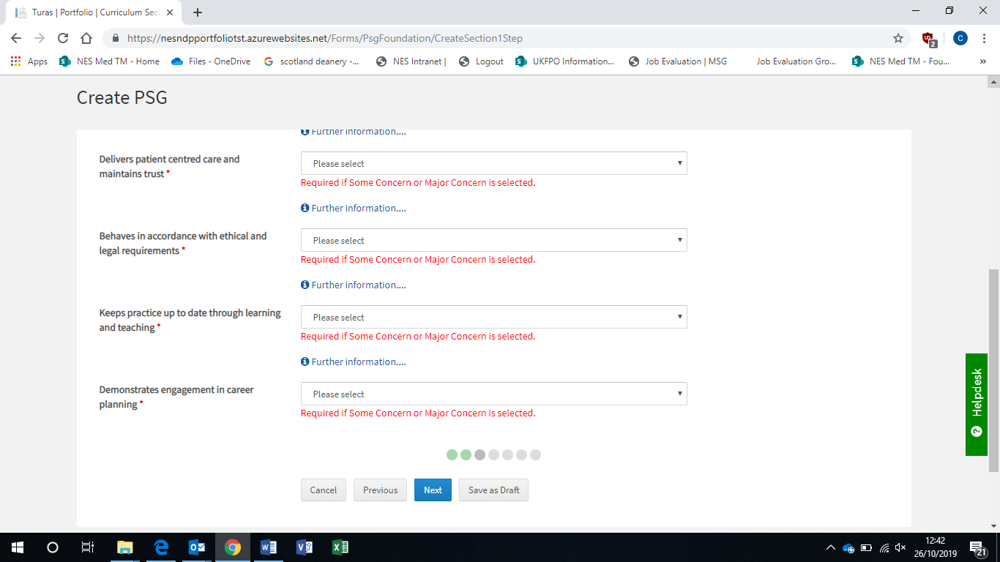 Turas | Portfolio | Curriculum Sect
https://nesndpportfoliotst.azurewebsites.net/Forms/PsgFoundation/CreateSection1Step
2
C
Apps
NES Med TM - Home
Files - OneDrive
scotland deanery -...
NES Intranet |
Logout
UKFPO Information...
Job Evaluation | MSG
Job Evaluation Gro...
NES Med TM - Fou...
»
Create PSG
Further information....
Delivers patient centred care and
maintains trust *
Please select
Required if Some Concern or Major Concern is selected.
Further information....
Behaves in accordance with ethical and
legal requirements *
Please select
Required if Some Concern or Major Concern is selected.
Further information....
Keeps practice up to date through learning
and teaching *
Please select
Required if Some Concern or Major Concern is selected.
Further information....
Demonstrates engagement in career
planning *
Please select
Required if Some Concern or Major Concern is selected.
Helpdesk
Cancel
Previous
Next
Save as Draft
12:42
26/10/2019
21